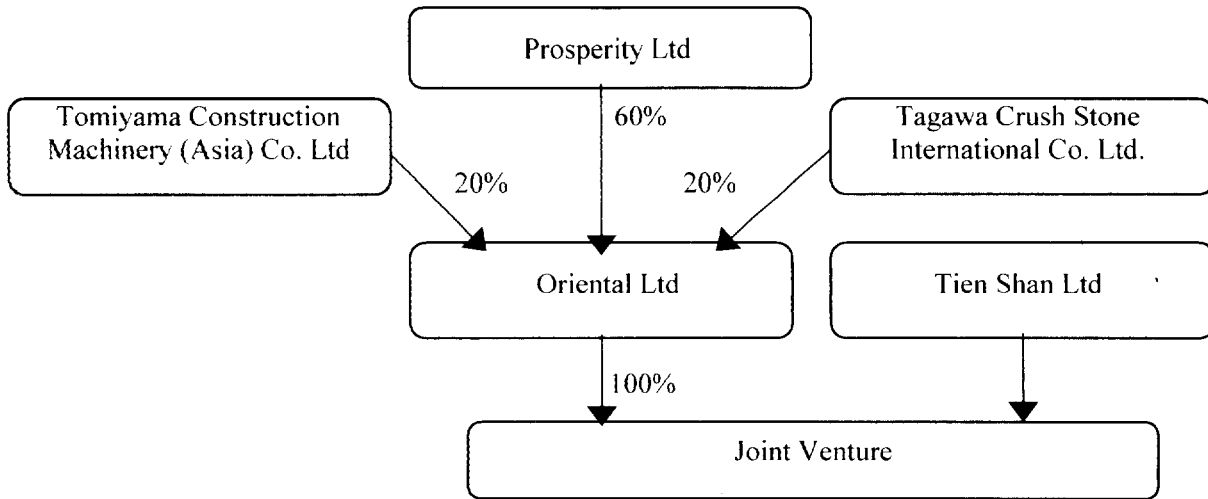 Prosperity Ltd
Tomiyama Construction
Machinery (Asia) Co. Ltd
60%
Tagawa Crush Stone
International Co. Ltd.
20%
20%
Oriental Ltd
Tien Shan Ltd
100%
Joint Venture